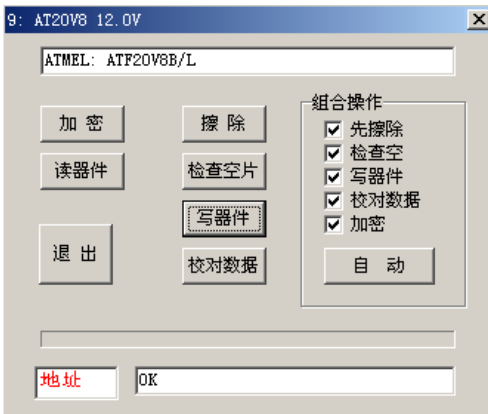 9: AT20V8 12.0V
ATMEL: ATF20V8B/L
加 密
擦 除
组合操作
先擦除
检查空
写器件
校对数据
加密
读器件
检查空片
写器件
退 出
校对数据
自 动
地址
OK